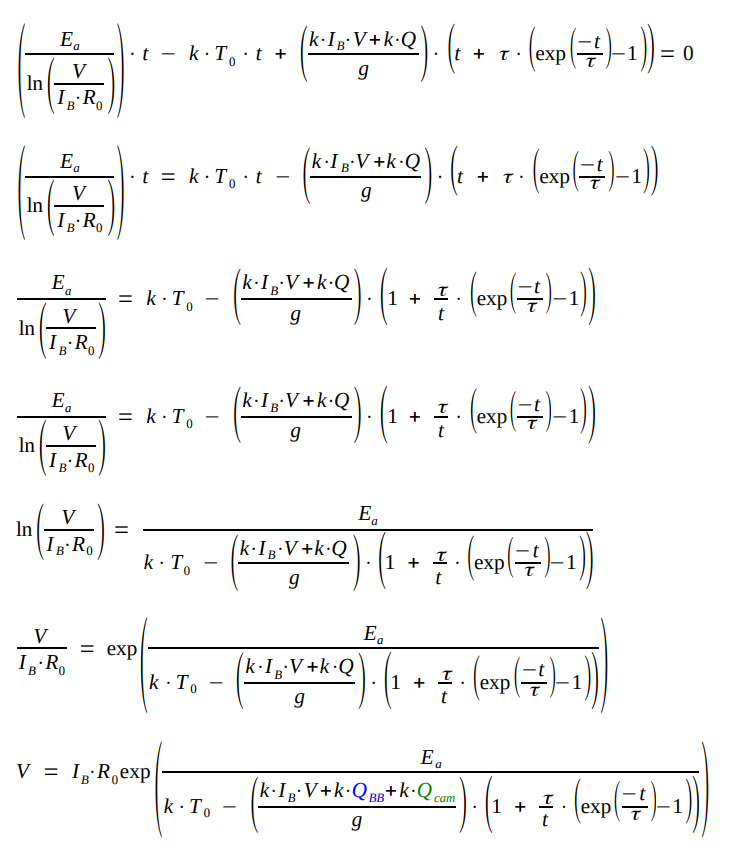 (E_a / ln(V / I_B·R_0)) · t − k·T_0·t + ((k·I_B·V+k·Q) / g) · (t + τ·(exp(−t/τ)−1)) = 0
(E_a / ln(V / I_B·R_0)) · t = k·T_0·t − ((k·I_B·V+k·Q) / g) · (t + τ·(exp(−t/τ)−1))
E_a / ln(V / I_B·R_0) = k·T_0 − ((k·I_B·V+k·Q) / g) · (1 + τ/t · (exp(−t/τ)−1))
E_a / ln(V / I_B·R_0) = k·T_0 − ((k·I_B·V+k·Q) / g) · (1 + τ/t · (exp(−t/τ)−1))
ln(V / I_B·R_0) = E_a / (k·T_0 − ((k·I_B·V+k·Q) / g) · (1 + τ/t · (exp(−t/τ)−1)))
V / I_B·R_0 = exp(E_a / (k·T_0 − ((k·I_B·V+k·Q) / g) · (1 + τ/t · (exp(−t/τ)−1))))
V = I_B·R_0 exp(E_a / (k·T_0 − ((k·I_B·V+k·Q_BB+k·Q_cam) / g) · (1 + τ/t · (exp(−t/τ)−1))))